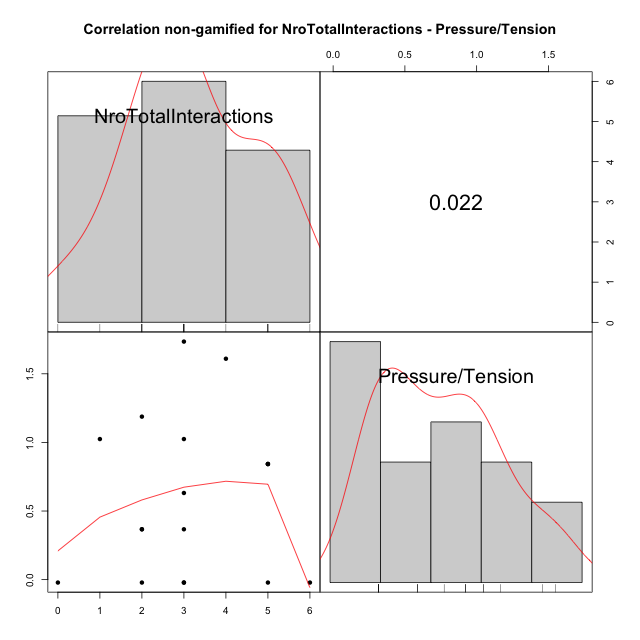 Correlation non-gamified for NroTotalInteractions - Pressure/Tension
0.0 0.5 1.0 1.5
NroTotalInteractions
0.022
6
5
4
3
2
1
0
Pressure/Tension
1.5
1.0
0.5
0.0
0 1 2 3 4 5 6